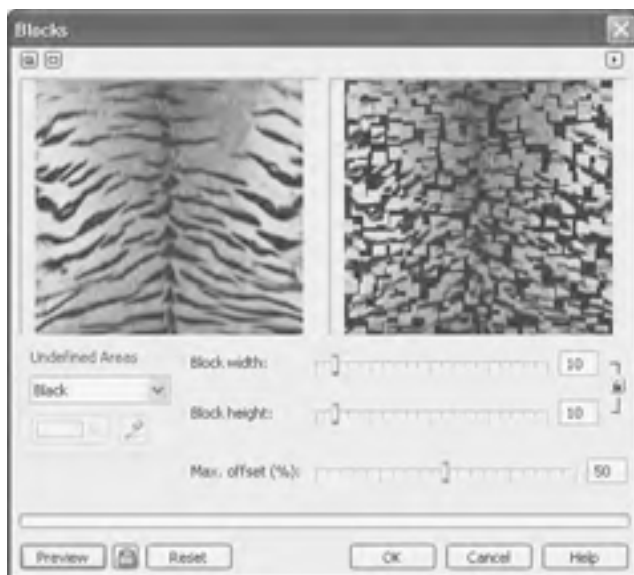 Blocks
Undefined Areas
Black
Block width:
10
Block height:
10
Max. offset (%):
50
Preview
Reset
OK
Cancel
Help